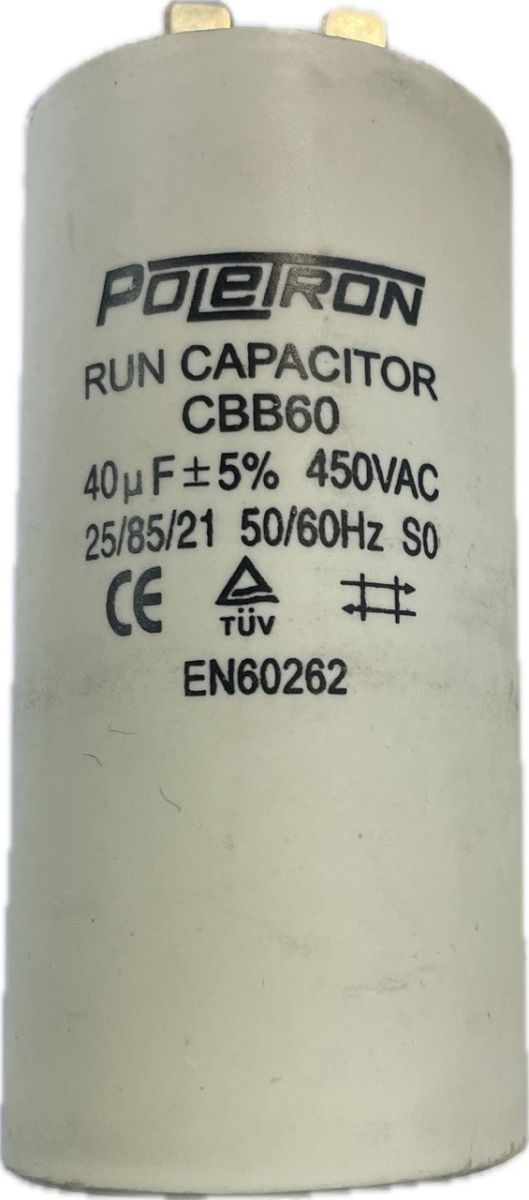 POLETRON
RUN CAPACITOR
CBB60
40µF±5% 450VAC
25/85/21 50/60Hz S0
CE TÜV
EN60262